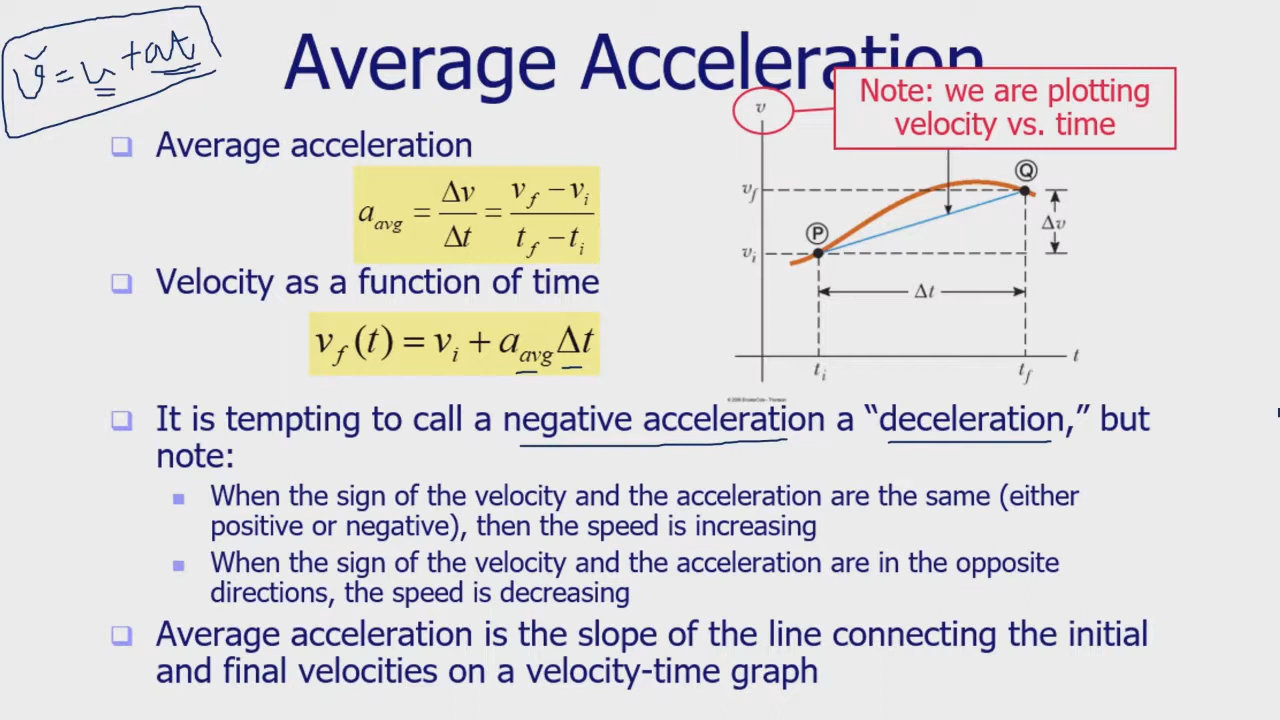 v = u + at
Average Acceleration
Note: we are plotting
velocity vs. time
Average acceleration
a_avg = Δv/Δt = (v_f − v_i)/(t_f − t_i)
Velocity as a function of time
v_f (t) = v_i + a_avg Δt
v
v_f
v_i
P
Q
Δv
Δt
t_i
t_f
t
It is tempting to call a negative acceleration a “deceleration,” but
note:
When the sign of the velocity and the acceleration are the same (either
positive or negative), then the speed is increasing
When the sign of the velocity and the acceleration are in the opposite
directions, the speed is decreasing
Average acceleration is the slope of the line connecting the initial
and final velocities on a velocity-time graph